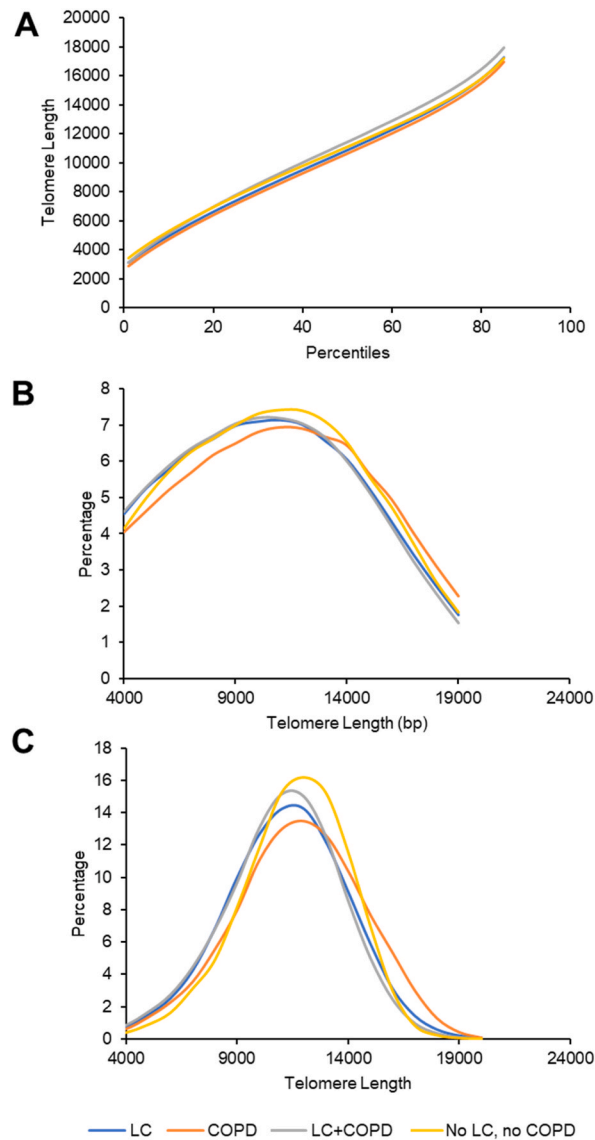 A
20000
18000
16000
14000
12000
10000
8000
6000
4000
2000
0
Telomere Length
0 20 40 60 80 100
Percentiles
B
8
7
6
5
4
3
2
1
0
Percentage
4000 9000 14000 19000 24000
Telomere Length (bp)
C
18
16
14
12
10
8
6
4
2
0
Percentage
4000 9000 14000 19000 24000
Telomere Length
LC COPD LC+COPD No LC, no COPD